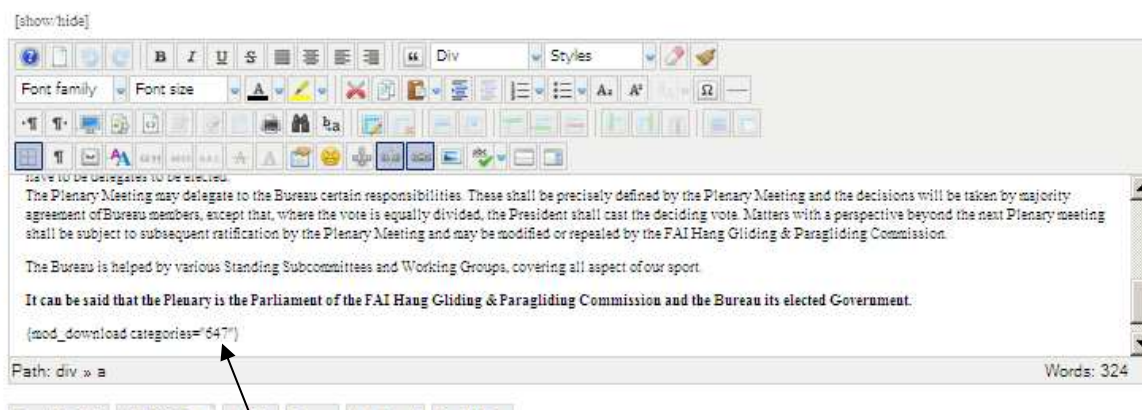 [show/hide]
B I U S Div Styles
Font family Font size A
have to be delegates to be elected.
The Plenary Meeting may delegate to the Bureau certain responsibilities. These shall be precisely defined by the Plenary Meeting and the decisions will be taken by majority
agreement of Bureau members, except that, where the vote is equally divided, the President shall cast the deciding vote. Matters with a perspective beyond the next Plenary meeting
shall be subject to subsequent ratification by the Plenary Meeting and may be modified or repealed by the FAI Hang Gliding & Paragliding Commission.
The Bureau is helped by various Standing Subcommittees and Working Groups, covering all aspect of our sport.
It can be said that the Plenary is the Parliament of the FAI Hang Gliding & Paragliding Commission and the Bureau its elected Government.
{mod_download categories="647"}
Path: div » a Words: 324